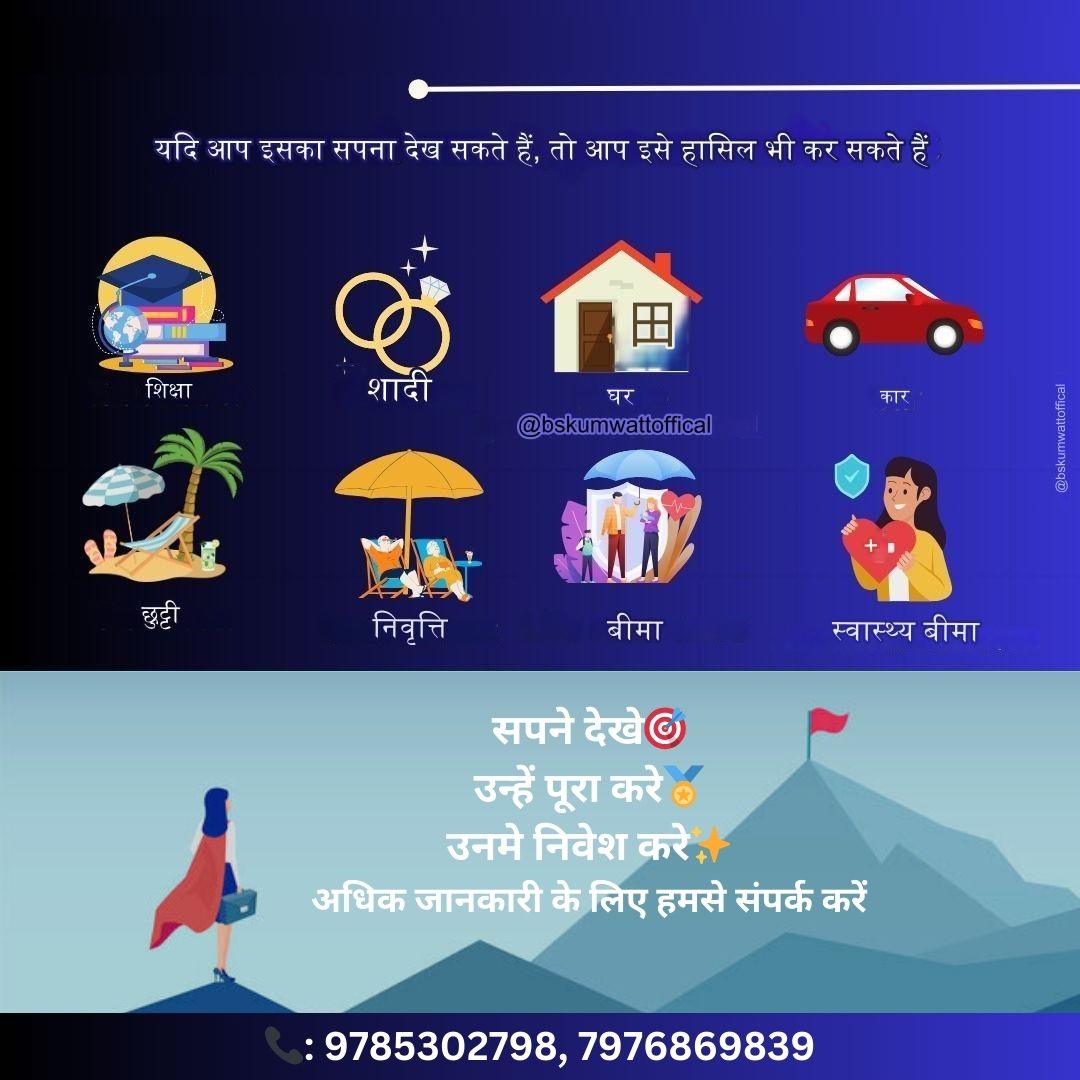 यदि आप इसका सपना देख सकते हैं, तो आप इसे हासिल भी कर सकते हैं
शिक्षा
शादी
घर
कार
@bskumwattoffical
@bskumwattoffical
छुट्टी
निवृत्ति
बीमा
स्वास्थ्य बीमा
सपने देखे🎯
उन्हें पूरा करे🏅
उनमे निवेश करे✨
अधिक जानकारी के लिए हमसे संपर्क करें
📞: 9785302798, 7976869839